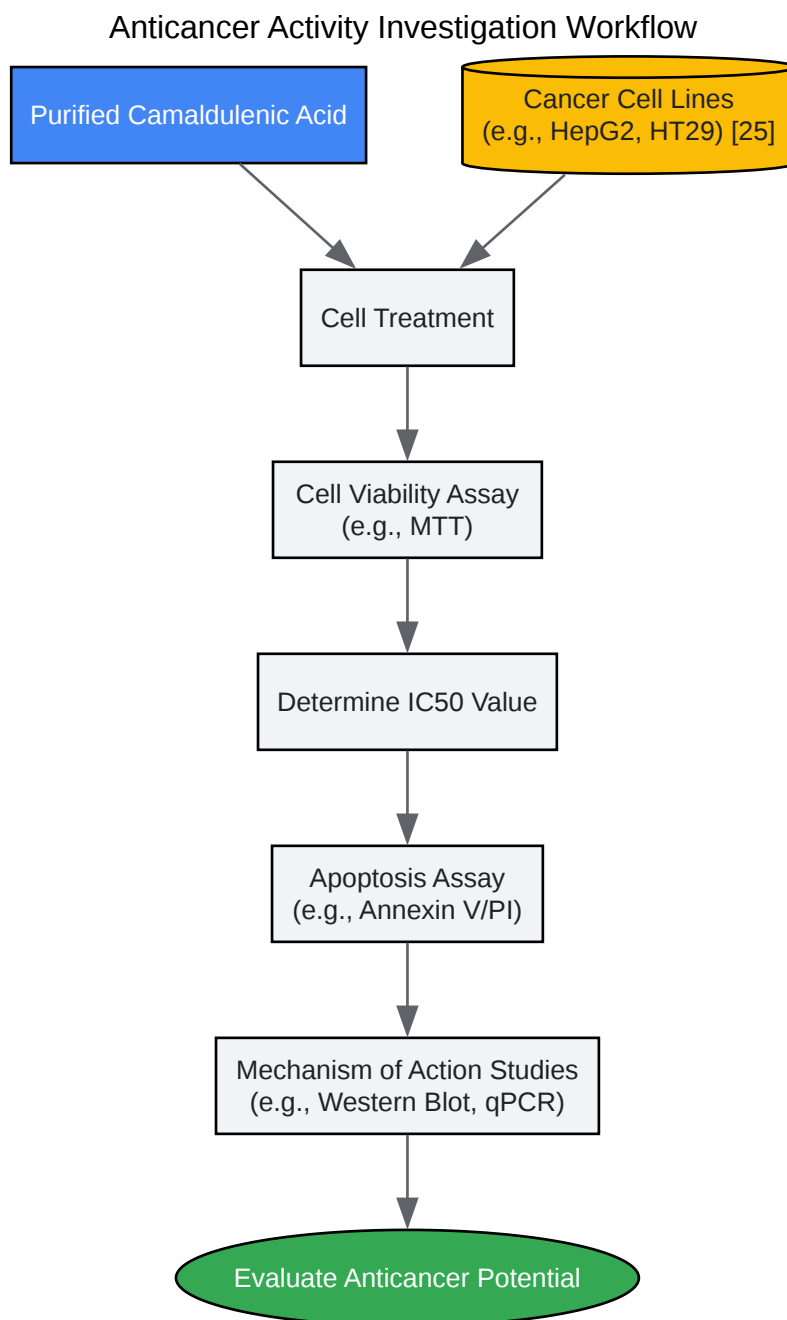 Anticancer Activity Investigation Workflow
Purified Camaldulenic Acid
Cancer Cell Lines
(e.g., HepG2, HT29) [25]
Cell Treatment
Cell Viability Assay
(e.g., MTT)
Determine IC50 Value
Apoptosis Assay
(e.g., Annexin V/PI)
Mechanism of Action Studies
(e.g., Western Blot, qPCR)
Evaluate Anticancer Potential